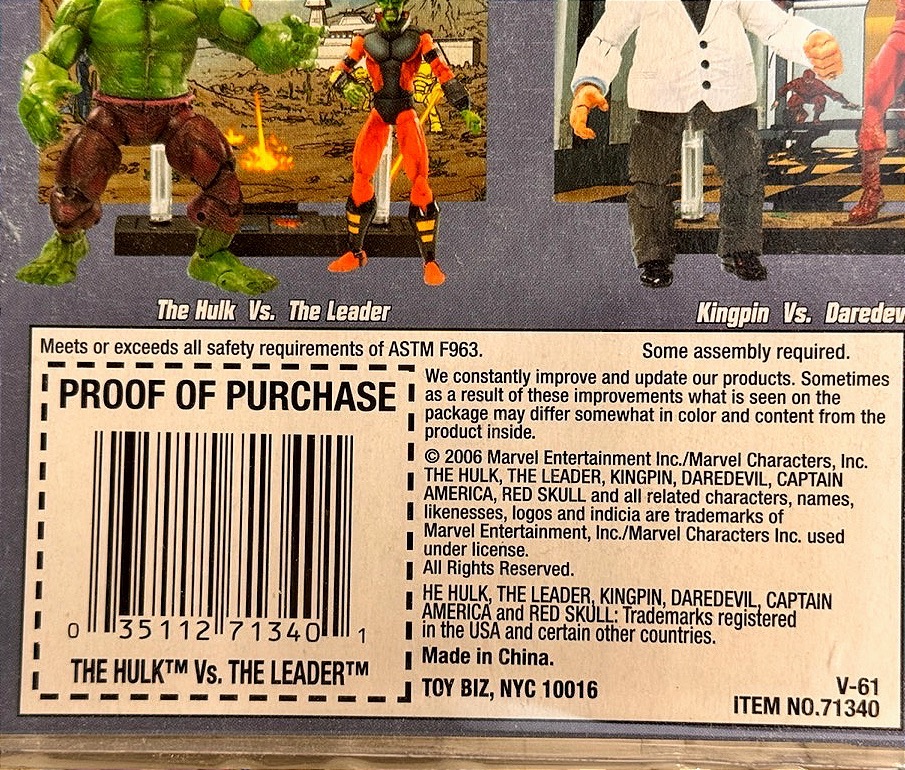 The Hulk Vs. The Leader
Kingpin Vs. Daredev
Meets or exceeds all safety requirements of ASTM F963.
Some assembly required.
PROOF OF PURCHASE
0 35112 71340 1
THE HULK™ Vs. THE LEADER™
We constantly improve and update our products. Sometimes
as a result of these improvements what is seen on the
package may differ somewhat in color and content from the
product inside.
© 2006 Marvel Entertainment Inc./Marvel Characters, Inc.
THE HULK, THE LEADER, KINGPIN, DAREDEVIL, CAPTAIN
AMERICA, RED SKULL and all related characters, names,
likenesses, logos and indicia are trademarks of
Marvel Entertainment, Inc./Marvel Characters Inc. used
under license.
All Rights Reserved.
HE HULK, THE LEADER, KINGPIN, DAREDEVIL, CAPTAIN
AMERICA and RED SKULL: Trademarks registered
in the USA and certain other countries.
Made in China.
TOY BIZ, NYC 10016
V-61
ITEM NO.71340